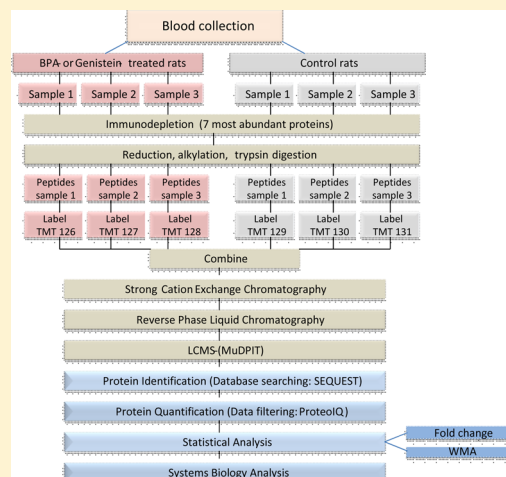 Blood collection
BPA- or Genistein treated rats
Control rats
Sample 1
Sample 2
Sample 3
Sample 1
Sample 2
Sample 3
Immunodepletion (7 most abundant proteins)
Reduction, alkylation, trypsin digestion
Peptides
sample 1
Peptides
sample 2
Peptides
sample 3
Peptides
sample 1
Peptides
sample 2
Peptides
sample 3
Label
TMT 126
Label
TMT 127
Label
TMT 128
Label
TMT 129
Label
TMT 130
Label
TMT 131
Combine
Strong Cation Exchange Chromatography
Reverse Phase Liquid Chromatography
LCMS-(MuDPIT)
Protein Identification (Database searching: SEQUEST)
Protein Quantification (Data filtering: ProteoIQ)
Statistical Analysis
Fold change
WMA
Systems Biology Analysis